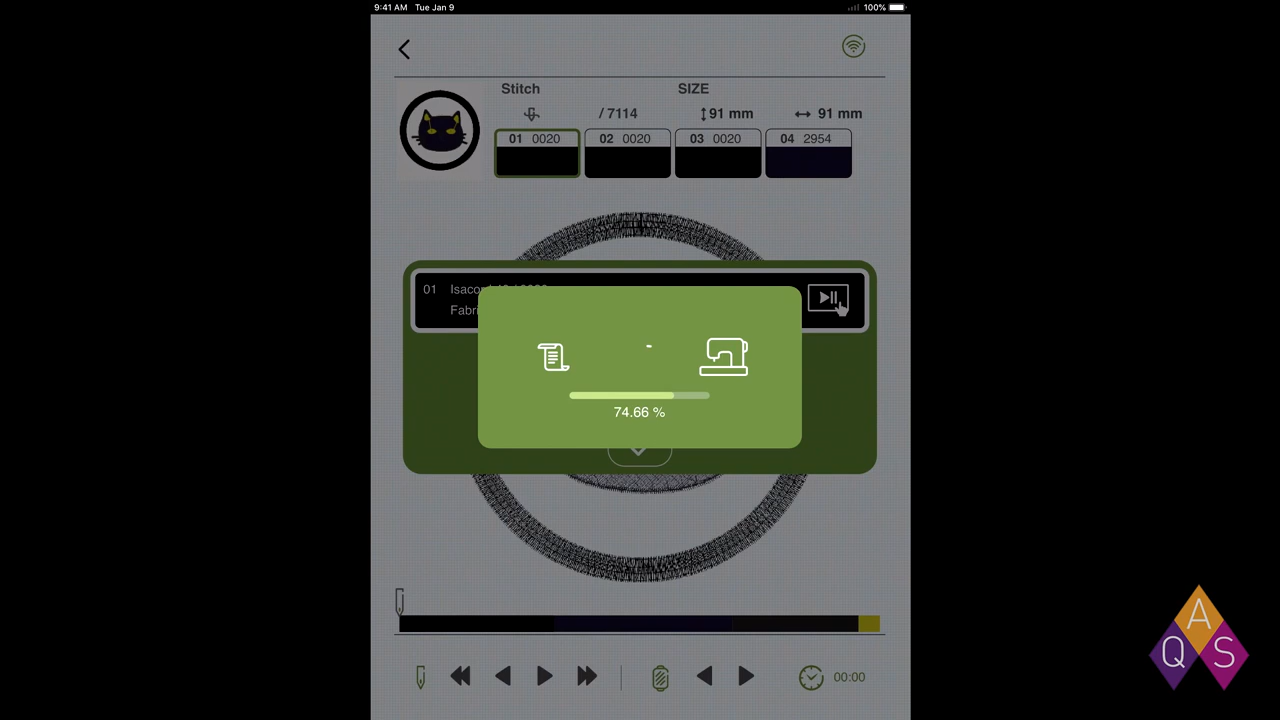 9:41 AM Tue Jan 9 100%
Stitch SIZE
/ 7114 91 mm 91 mm
01 0020 02 0020 03 0020 04 2954
01
74.66 %
00:00
A
Q S